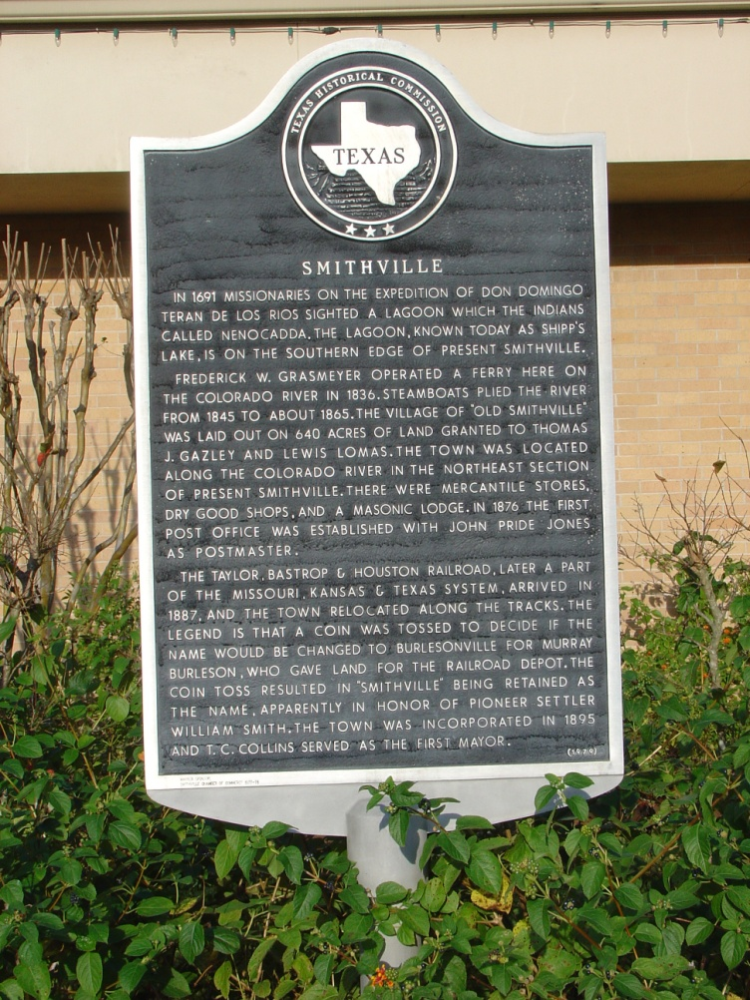 TEXAS HISTORICAL COMMISSION
TEXAS
SMITHVILLE
IN 1691 MISSIONARIES ON THE EXPEDITION OF DON DOMINGO
TERAN DE LOS RIOS SIGHTED A LAGOON WHICH THE INDIANS
CALLED NENOCADDA. THE LAGOON, KNOWN TODAY AS SHIPP'S
LAKE, IS ON THE SOUTHERN EDGE OF PRESENT SMITHVILLE.
FREDERICK W. GRASMEYER OPERATED A FERRY HERE ON
THE COLORADO RIVER IN 1836. STEAMBOATS PLIED THE RIVER
FROM 1845 TO ABOUT 1865. THE VILLAGE OF "OLD SMITHVILLE"
WAS LAID OUT ON 640 ACRES OF LAND GRANTED TO THOMAS
J. GAZLEY AND LEWIS LOMAS. THE TOWN WAS LOCATED
ALONG THE COLORADO RIVER IN THE NORTHEAST SECTION
OF PRESENT SMITHVILLE. THERE WERE MERCANTILE STORES,
DRY GOOD SHOPS, AND A MASONIC LODGE. IN 1876 THE FIRST
POST OFFICE WAS ESTABLISHED WITH JOHN PRIDE JONES
AS POSTMASTER.
THE TAYLOR, BASTROP & HOUSTON RAILROAD, LATER A PART
OF THE MISSOURI, KANSAS & TEXAS SYSTEM, ARRIVED IN
1887, AND THE TOWN RELOCATED ALONG THE TRACKS. THE
LEGEND IS THAT A COIN WAS TOSSED TO DECIDE IF THE
NAME WOULD BE CHANGED TO BURLESONVILLE FOR MURRAY
BURLESON, WHO GAVE LAND FOR THE RAILROAD DEPOT. THE
COIN TOSS RESULTED IN "SMITHVILLE" BEING RETAINED AS
THE NAME, APPARENTLY IN HONOR OF PIONEER SETTLER
WILLIAM SMITH. THE TOWN WAS INCORPORATED IN 1895
AND T. C. COLLINS SERVED AS THE FIRST MAYOR.
(1979)